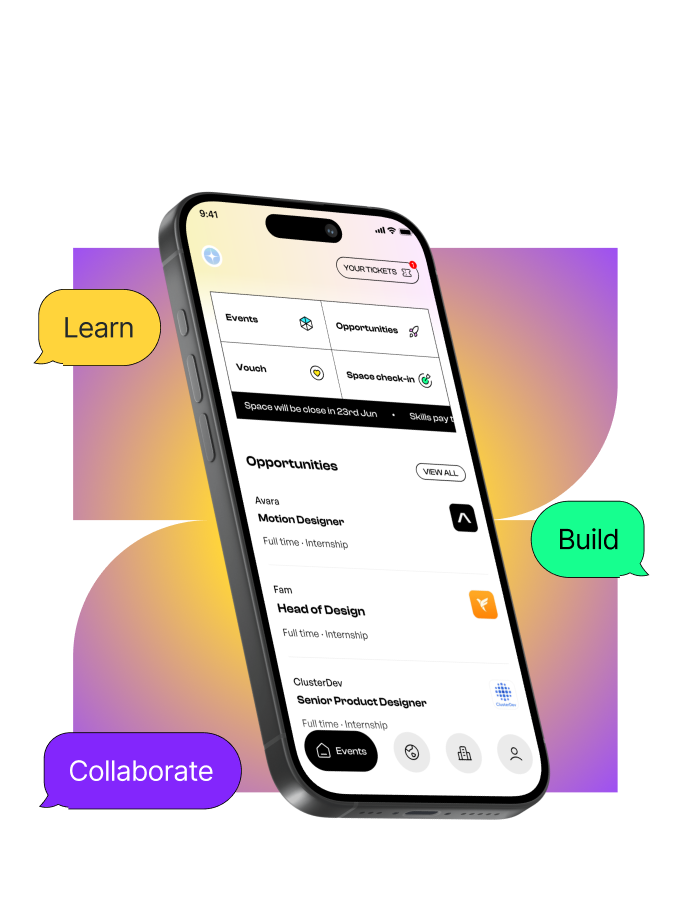 9:41
YOUR TICKETS
1
Learn
Events
Opportunities
Vouch
Space check-in
Space will be close in 23rd Jun • Skills pay t
Opportunities
VIEW ALL
Avara
Motion Designer
Full time · Internship
Build
Fam
Head of Design
Full time · Internship
ClusterDev
Senior Product Designer
ClusterDev
Full time · Internship
Events
Collaborate